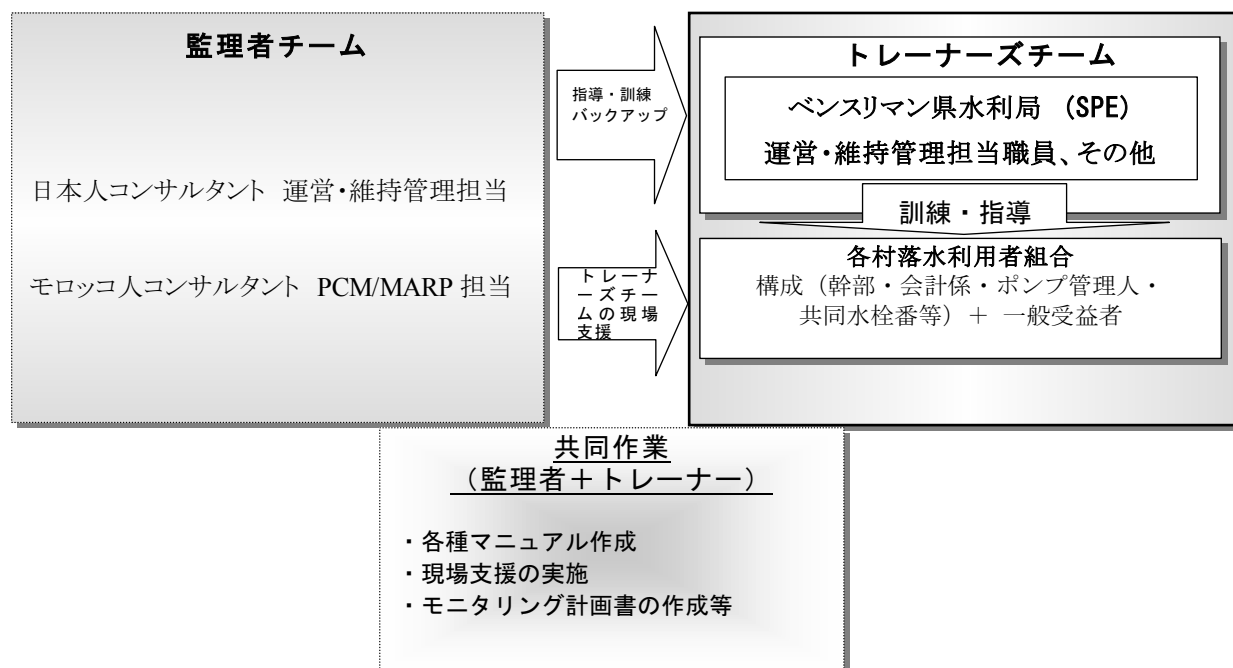 監理者チーム
日本人コンサルタント 運営・維持管理担当
モロッコ人コンサルタント PCM/MARP 担当
指導・訓練
バックアップ
トレーナ
ーズチー
ムの現場
支援
トレーナーズチーム
ベンスリマン県水利局 (SPE)
運営・維持管理担当職員、その他
訓練・指導
各村落水利用者組合
構成（幹部・会計係・ポンプ管理人・
共同水栓番等）＋ 一般受益者
共同作業
（監理者＋トレーナー）
・各種マニュアル作成
・現場支援の実施
・モニタリング計画書の作成等